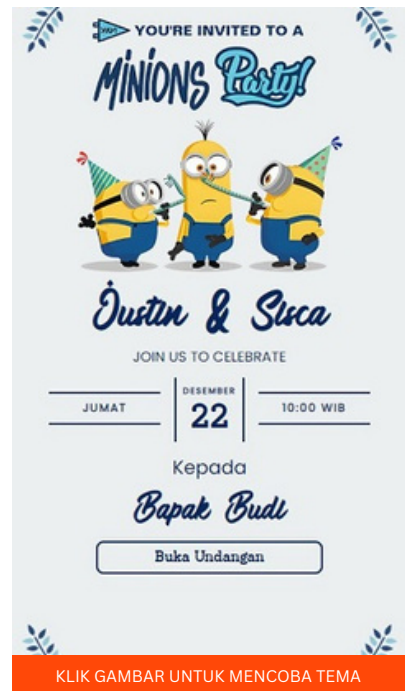 YOU'RE INVITED TO A
MINIONS Party!
Justin & Sisca
JOIN US TO CELEBRATE
JUMAT
DESEMBER
22
10:00 WIB
Kepada
Bapak Budi
Buka Undangan
KLIK GAMBAR UNTUK MENCOBA TEMA